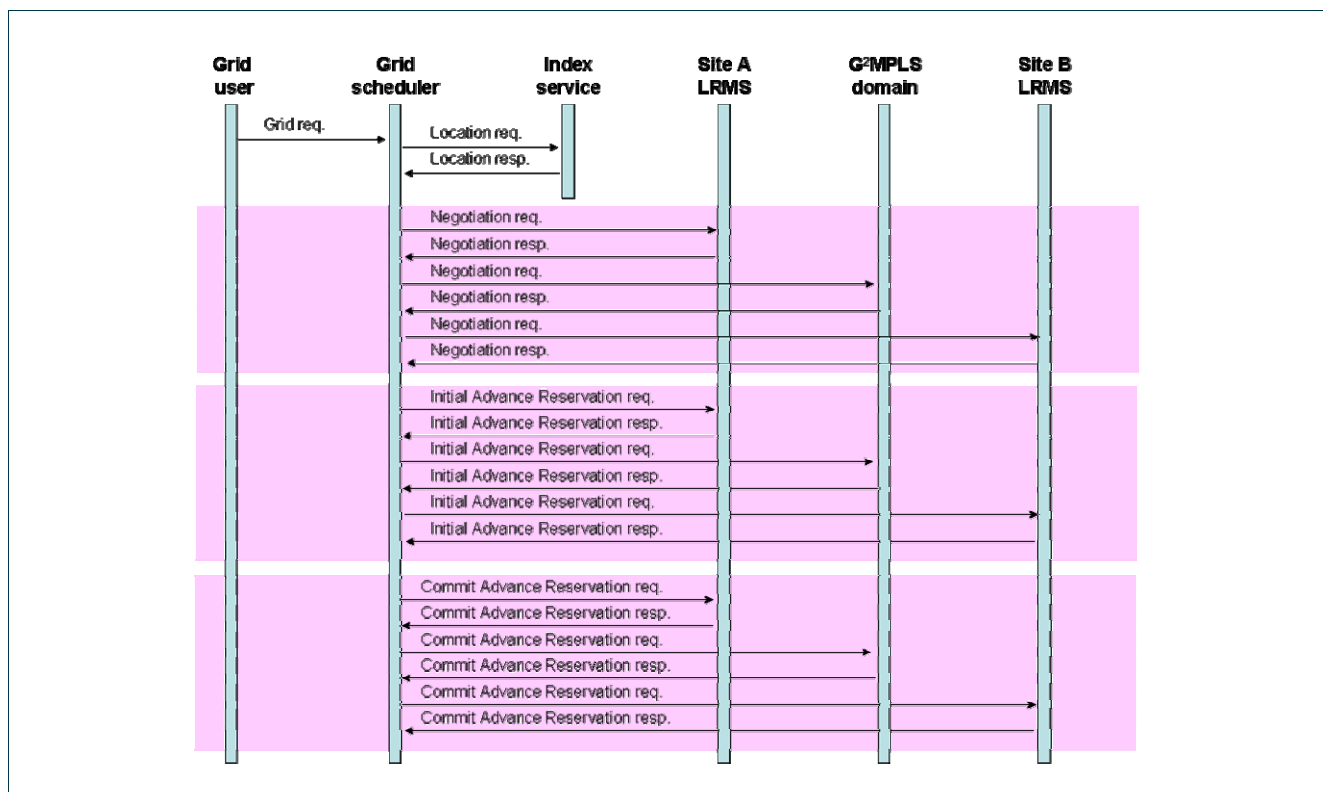 Grid user
Grid scheduler
Index service
Site A LRMS
G²MPLS domain
Site B LRMS
Grid req.
Location req.
Location resp.
Negotiation req.
Negotiation resp.
Negotiation req.
Negotiation resp.
Negotiation req.
Negotiation resp.
Initial Advance Reservation req.
Initial Advance Reservation resp.
Initial Advance Reservation req.
Initial Advance Reservation resp.
Initial Advance Reservation req.
Initial Advance Reservation resp.
Commit Advance Reservation req.
Commit Advance Reservation resp.
Commit Advance Reservation req.
Commit Advance Reservation resp.
Commit Advance Reservation req.
Commit Advance Reservation resp.